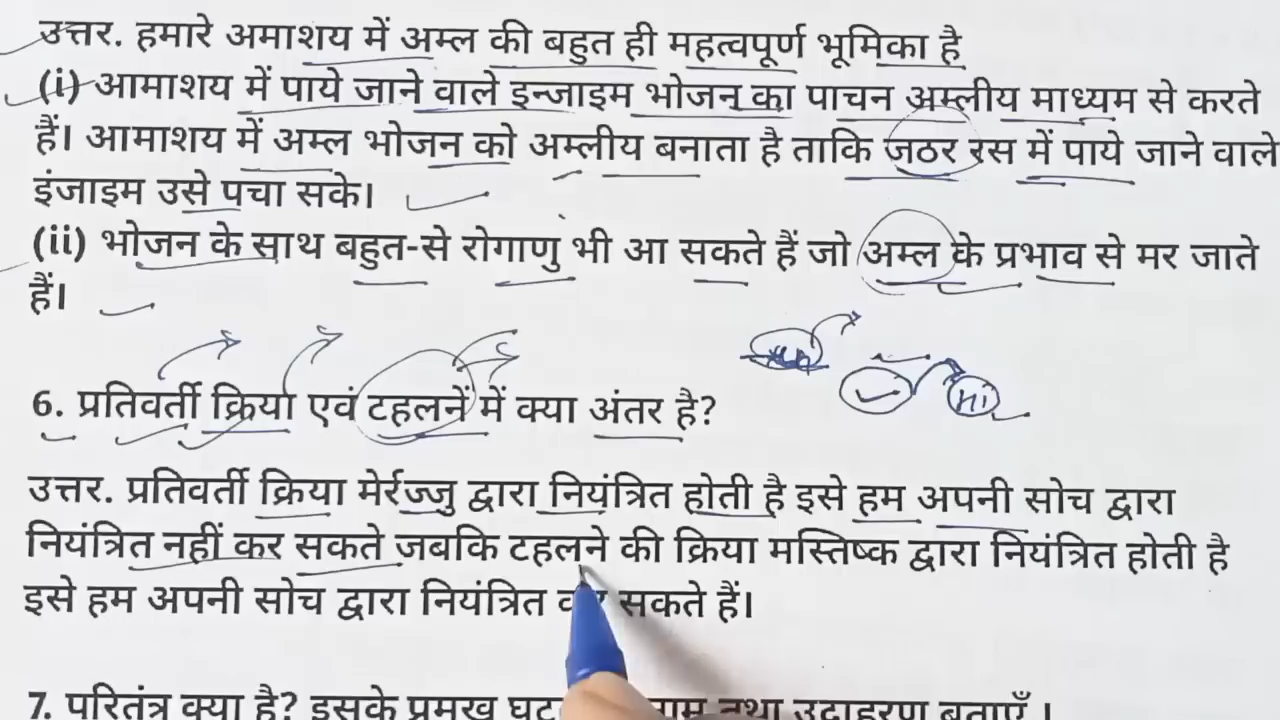 उत्तर. हमारे अमाशय में अम्ल की बहुत ही महत्वपूर्ण भूमिका है
(i) आमाशय में पाये जाने वाले इन्जाइम भोजन का पाचन अम्लीय माध्यम से करते
हैं। आमाशय में अम्ल भोजन को अम्लीय बनाता है ताकि जठर रस में पाये जाने वाले
इंजाइम उसे पचा सके।
(ii) भोजन के साथ बहुत-से रोगाणु भी आ सकते हैं जो अम्ल के प्रभाव से मर जाते
हैं।
Hi
6. प्रतिवर्ती क्रिया एवं टहलनें में क्या अंतर है?
उत्तर. प्रतिवर्ती क्रिया मेर्रज्जु द्वारा नियंत्रित होती है इसे हम अपनी सोच द्वारा
नियंत्रित नहीं कर सकते जबकि टहलने की क्रिया मस्तिष्क द्वारा नियंत्रित होती है
इसे हम अपनी सोच द्वारा नियंत्रित सकते हैं।
7. परितंत्र क्या है? इसके प्रमुख तथा उदाहरण बताएँ ।